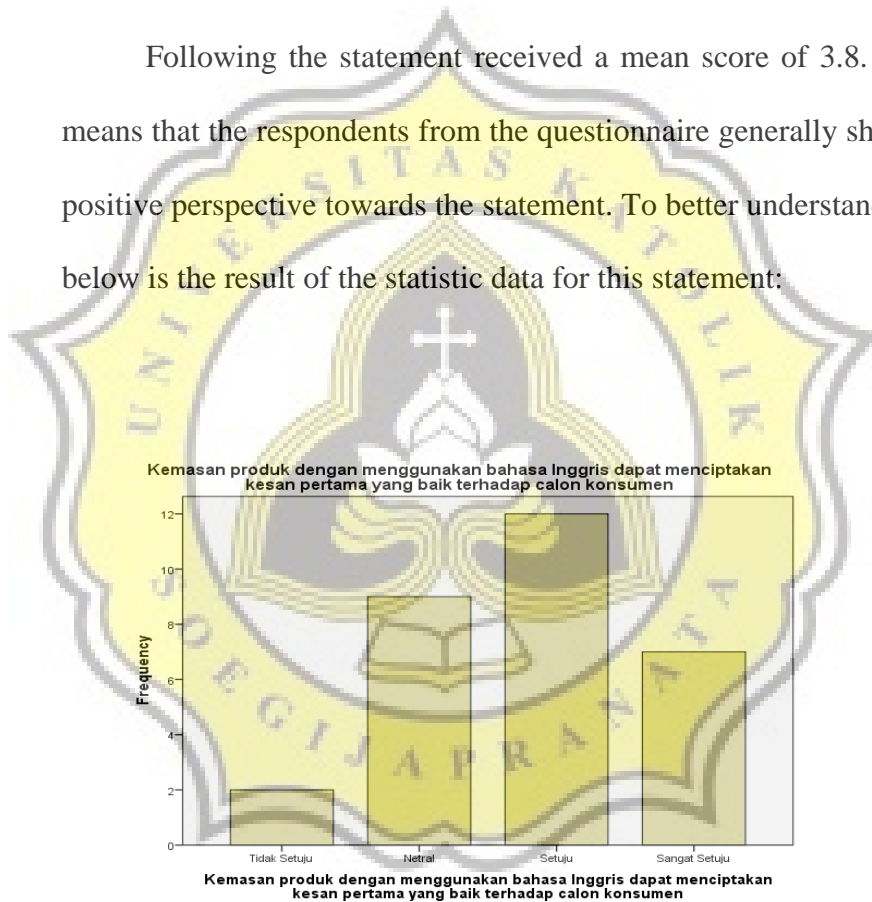 Following the statement received a mean score of 3.8.
means that the respondents from the questionnaire generally sh
positive perspective towards the statement. To better understan
below is the result of the statistic data for this statement:
UNIVERSITAS KATOLIK
SOEGIJAPRANATA
Kemasan produk dengan menggunakan bahasa Inggris dapat menciptakan
kesan pertama yang baik terhadap calon konsumen
Frequency
12
10
8
6
4
2
0
Tidak Setuju Netral Setuju Sangat Setuju
Kemasan produk dengan menggunakan bahasa Inggris dapat menciptakan
kesan pertama yang baik terhadap calon konsumen